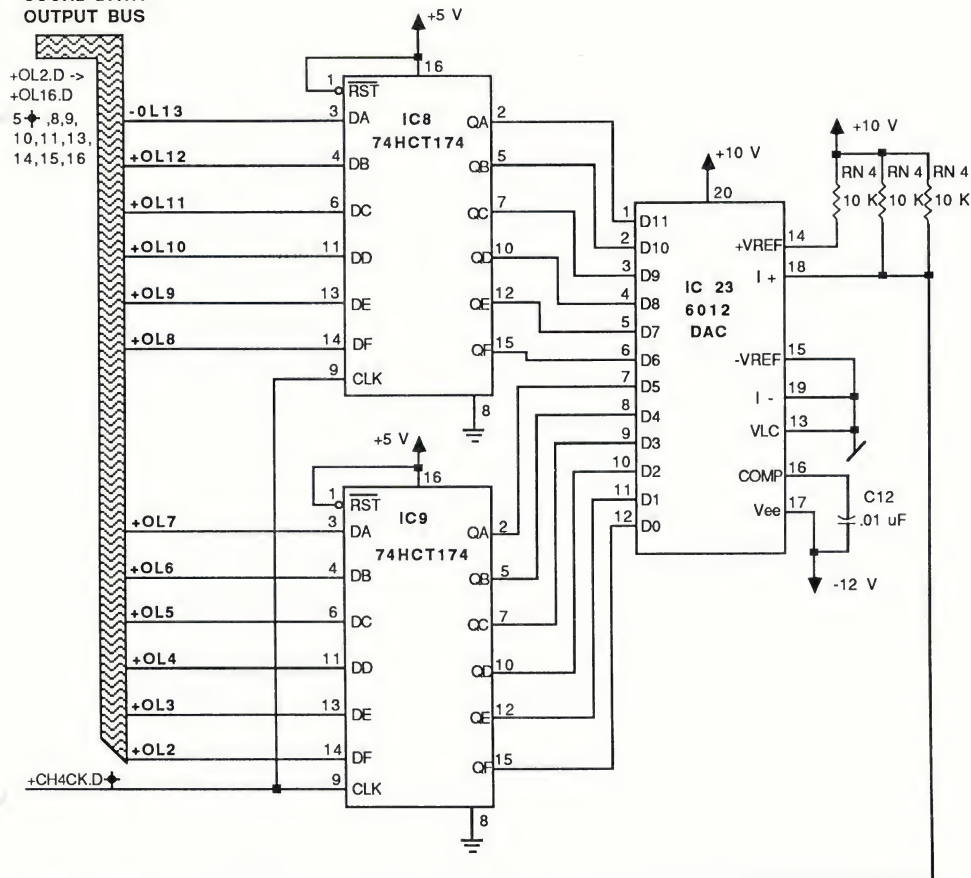 OUTPUT BUS
+OL2.D ->
+OL16.D
5 ,8,9,
10,11,13,
14,15,16
-0L13
+OL12
+OL11
+OL10
+OL9
+OL8
+5 V
16
1
RST
3
DA
4
DB
6
DC
11
DD
13
DE
14
DF
9
CLK
IC8
74HCT174
QA
2
QB
5
QC
7
QD
10
QE
12
QF
15
8
+5 V
16
1
RST
+OL7
3
DA
+OL6
4
DB
+OL5
6
DC
+OL4
11
DD
+OL3
13
DE
+OL2
14
DF
+CH4CK.D
9
CLK
IC9
74HCT174
QA
2
QB
5
QC
7
QD
10
QE
12
QF
15
8
+10 V
20
1
D11
2
D10
3
D9
4
D8
5
D7
6
D6
7
D5
8
D4
9
D3
10
D2
11
D1
12
D0
IC 23
6012
DAC
+VREF
14
I +
18
-VREF
15
I -
19
VLC
13
COMP
16
Vee
17
+10 V
RN 4
RN 4
RN 4
10 K
10 K
10 K
C12
.01 uF
-12 V